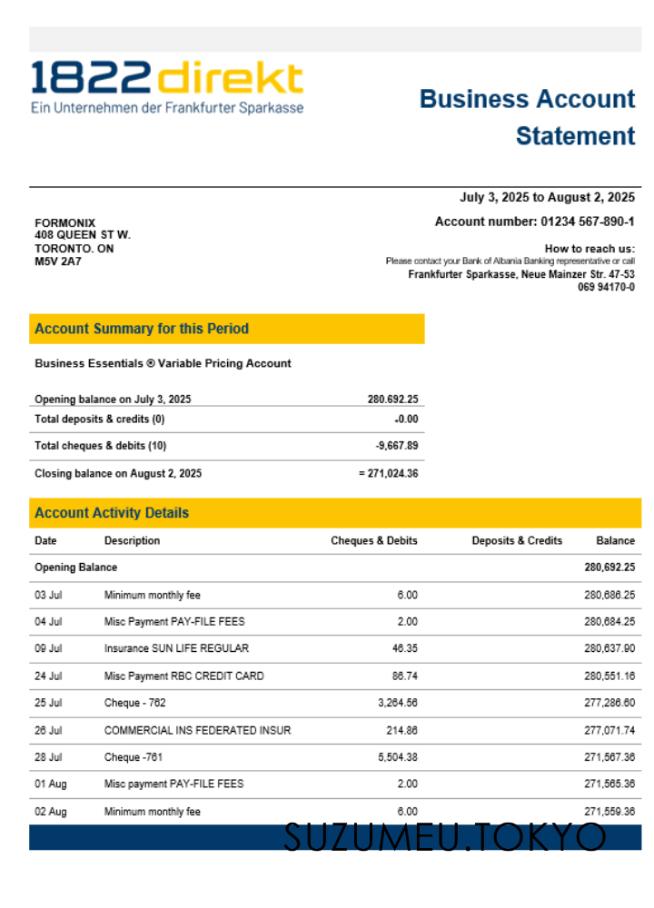 1822direkt
Ein Unternehmen der Frankfurter Sparkasse
Business Account
Statement
July 3, 2025 to August 2, 2025
FORMONIX
408 QUEEN ST W.
TORONTO. ON
M5V 2A7
Account number: 01234 567-890-1
How to reach us:
Please contact your Bank of Albania Banking representative or call
Frankfurter Sparkasse, Neue Mainzer Str. 47-53
069 94170-0
Account Summary for this Period
Business Essentials ® Variable Pricing Account
Opening balance on July 3, 2025 280.692.25
Total deposits & credits (0) -0.00
Total cheques & debits (10) -9,667.89
Closing balance on August 2, 2025 = 271,024.36
Account Activity Details
Date Description Cheques & Debits Deposits & Credits Balance
Opening Balance 280,692.25
03 Jul Minimum monthly fee 6.00 280,686.25
04 Jul Misc Payment PAY-FILE FEES 2.00 280,684.25
09 Jul Insurance SUN LIFE REGULAR 46.35 280,637.90
24 Jul Misc Payment RBC CREDIT CARD 86.74 280,551.16
25 Jul Cheque - 762 3,264.56 277,286.60
26 Jul COMMERCIAL INS FEDERATED INSUR 214.86 277,071.74
28 Jul Cheque -761 5,504.38 271,567.36
01 Aug Misc payment PAY-FILE FEES 2.00 271,565.36
02 Aug Minimum monthly fee 6.00 271,559.36
SUZUMEU.TOKYO